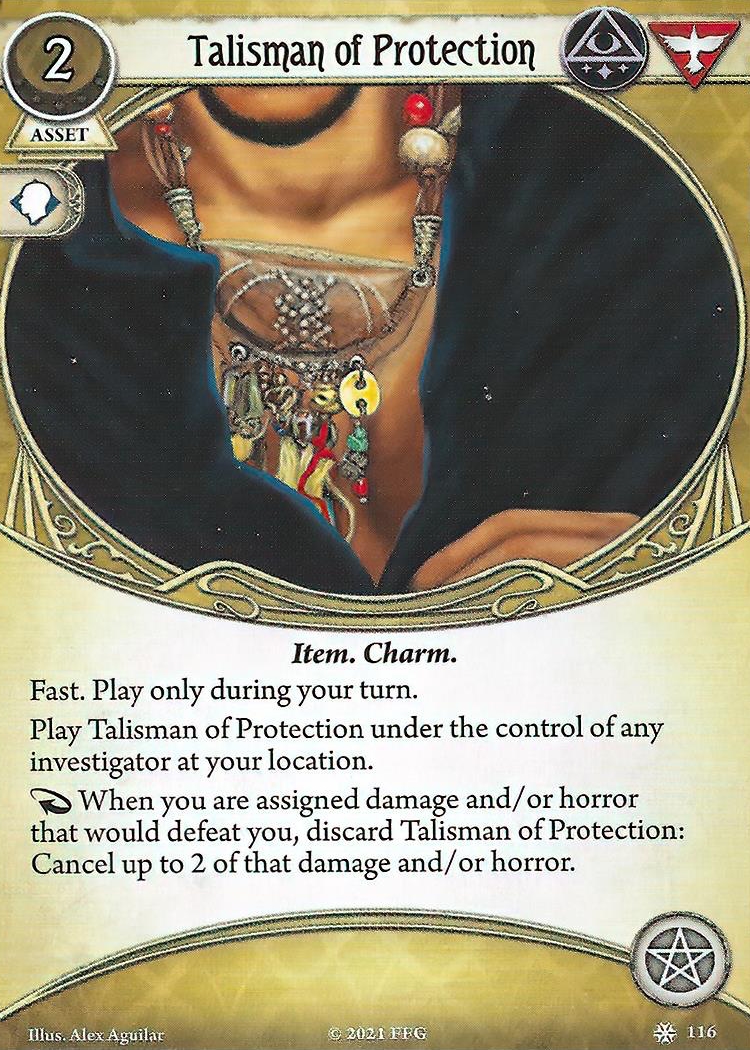 2
Talisman of Protection
ASSET
Item. Charm.
Fast. Play only during your turn.
Play Talisman of Protection under the control of any
investigator at your location.
When you are assigned damage and/or horror
that would defeat you, discard Talisman of Protection:
Cancel up to 2 of that damage and/or horror.
Illus. Alex Aguilar
© 2021 FFG
116